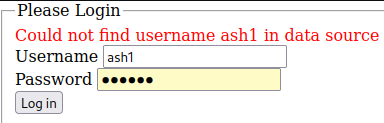 Please Login
Could not find username ash1 in data source
Username ash1
Password ●●●●●●
Log in